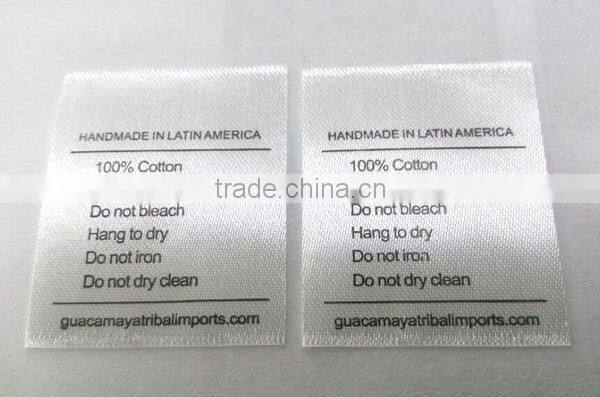 HANDMADE IN LATIN AMERICA
100% Cotton
Do not bleach
Hang to dry
Do not iron
Do not dry clean
guacamayatribalimports.com
HANDMADE IN LATIN AMERICA
100% Cotton
Do not bleach
Hang to dry
Do not iron
Do not dry clean
guacamayatribalimports.com
trade.china.cn